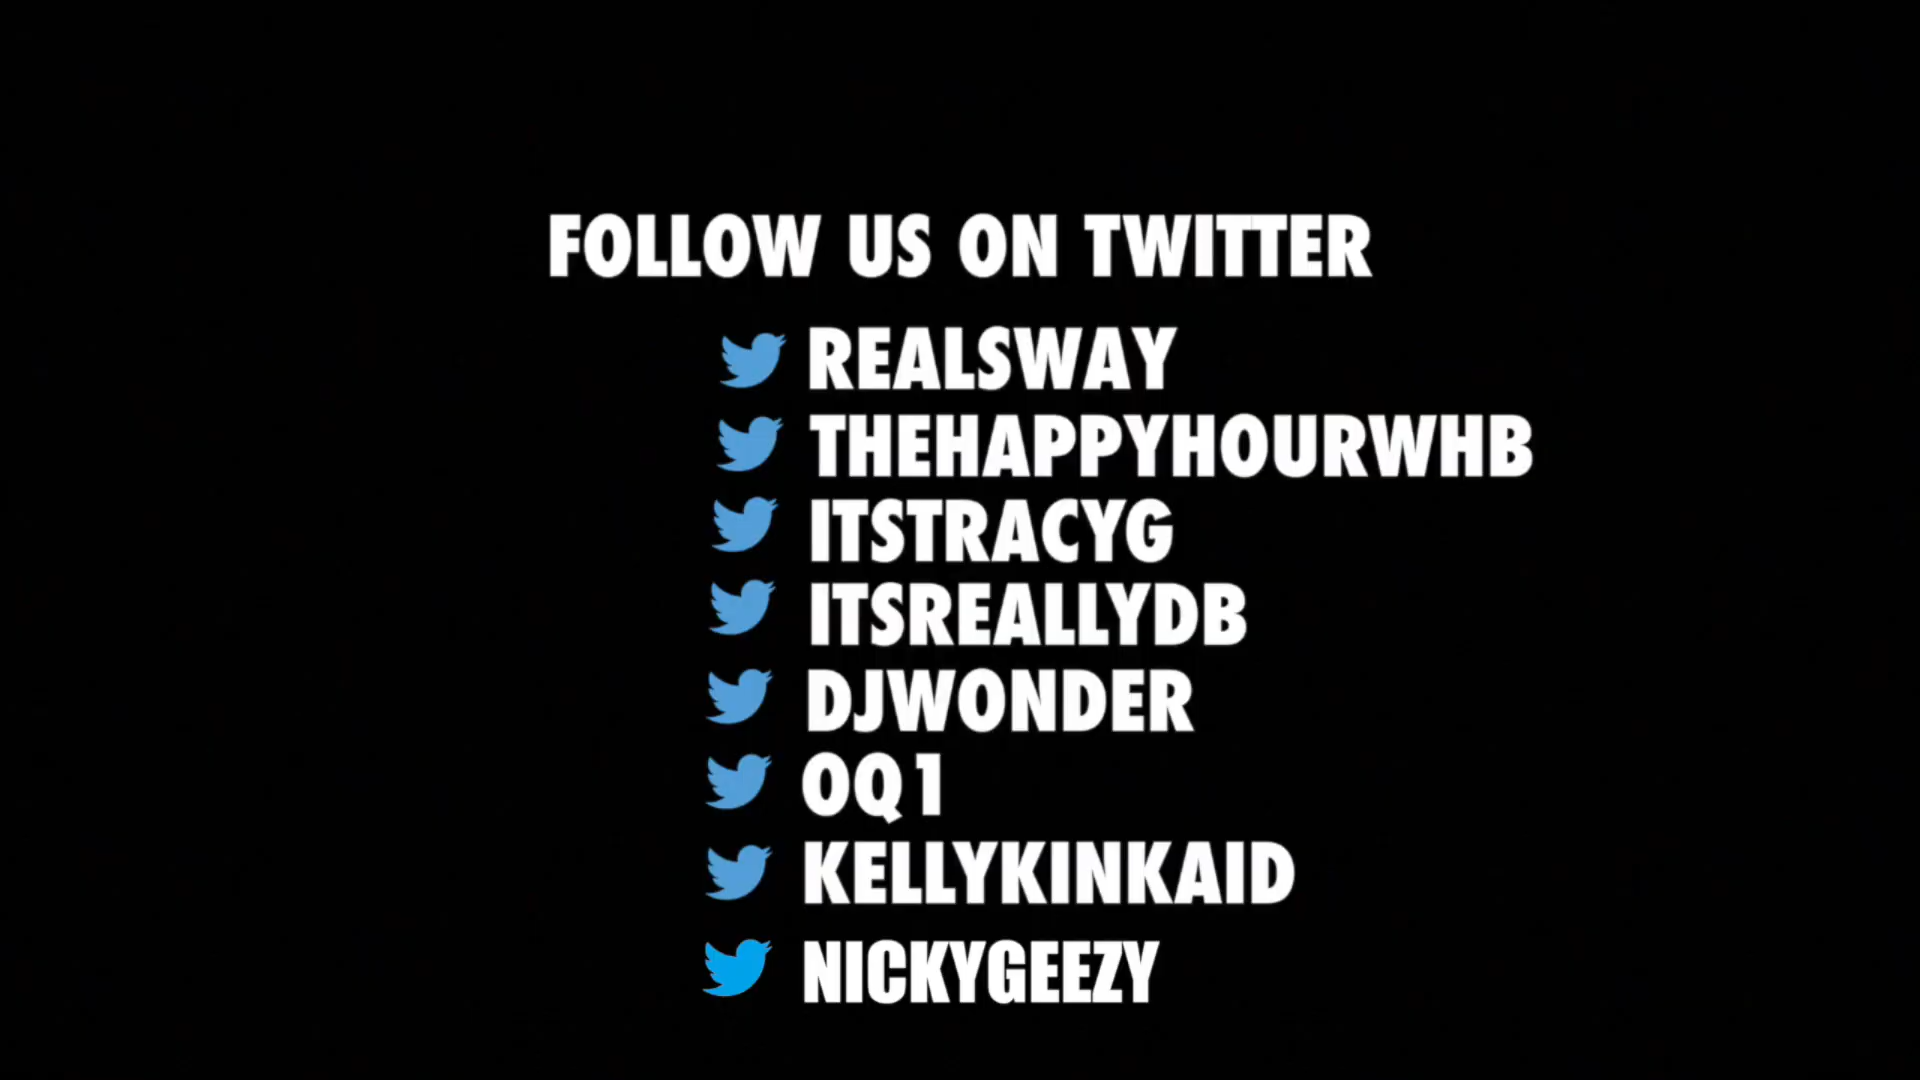 FOLLOW US ON TWITTER
REALSWAY
THEHAPPYHOURWHB
ITSTRACYG
ITSREALLYDB
DJWONDER
OQ1
KELLYKINKAID
NICKYGEEZY